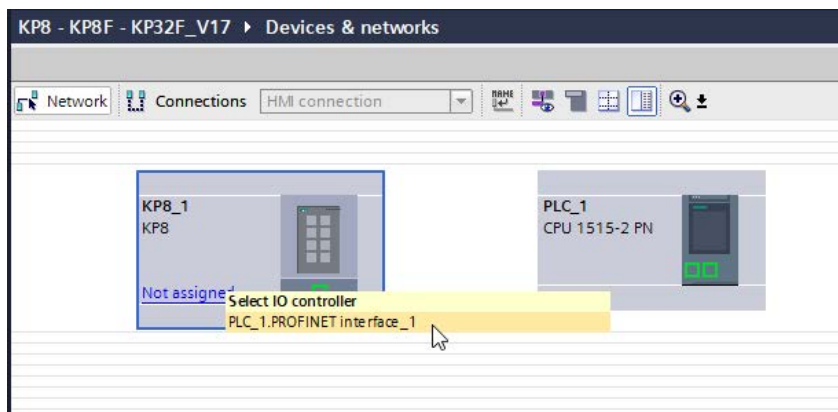 KP8 - KP8F - KP32F_V17 ▸ Devices & networks
Network Connections HMI connection
KP8_1
KP8
PLC_1
CPU 1515-2 PN
Not assigned
Select IO controller
PLC_1.PROFINET interface_1